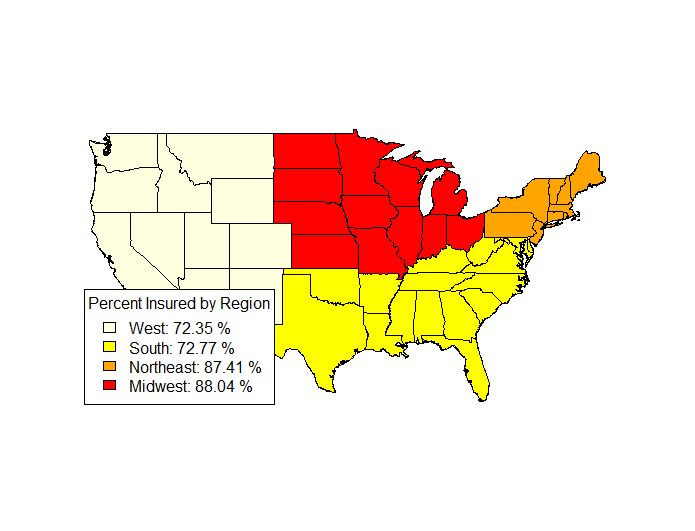 Percent Insured by Region
West: 72.35 %
South: 72.77 %
Northeast: 87.41 %
Midwest: 88.04 %